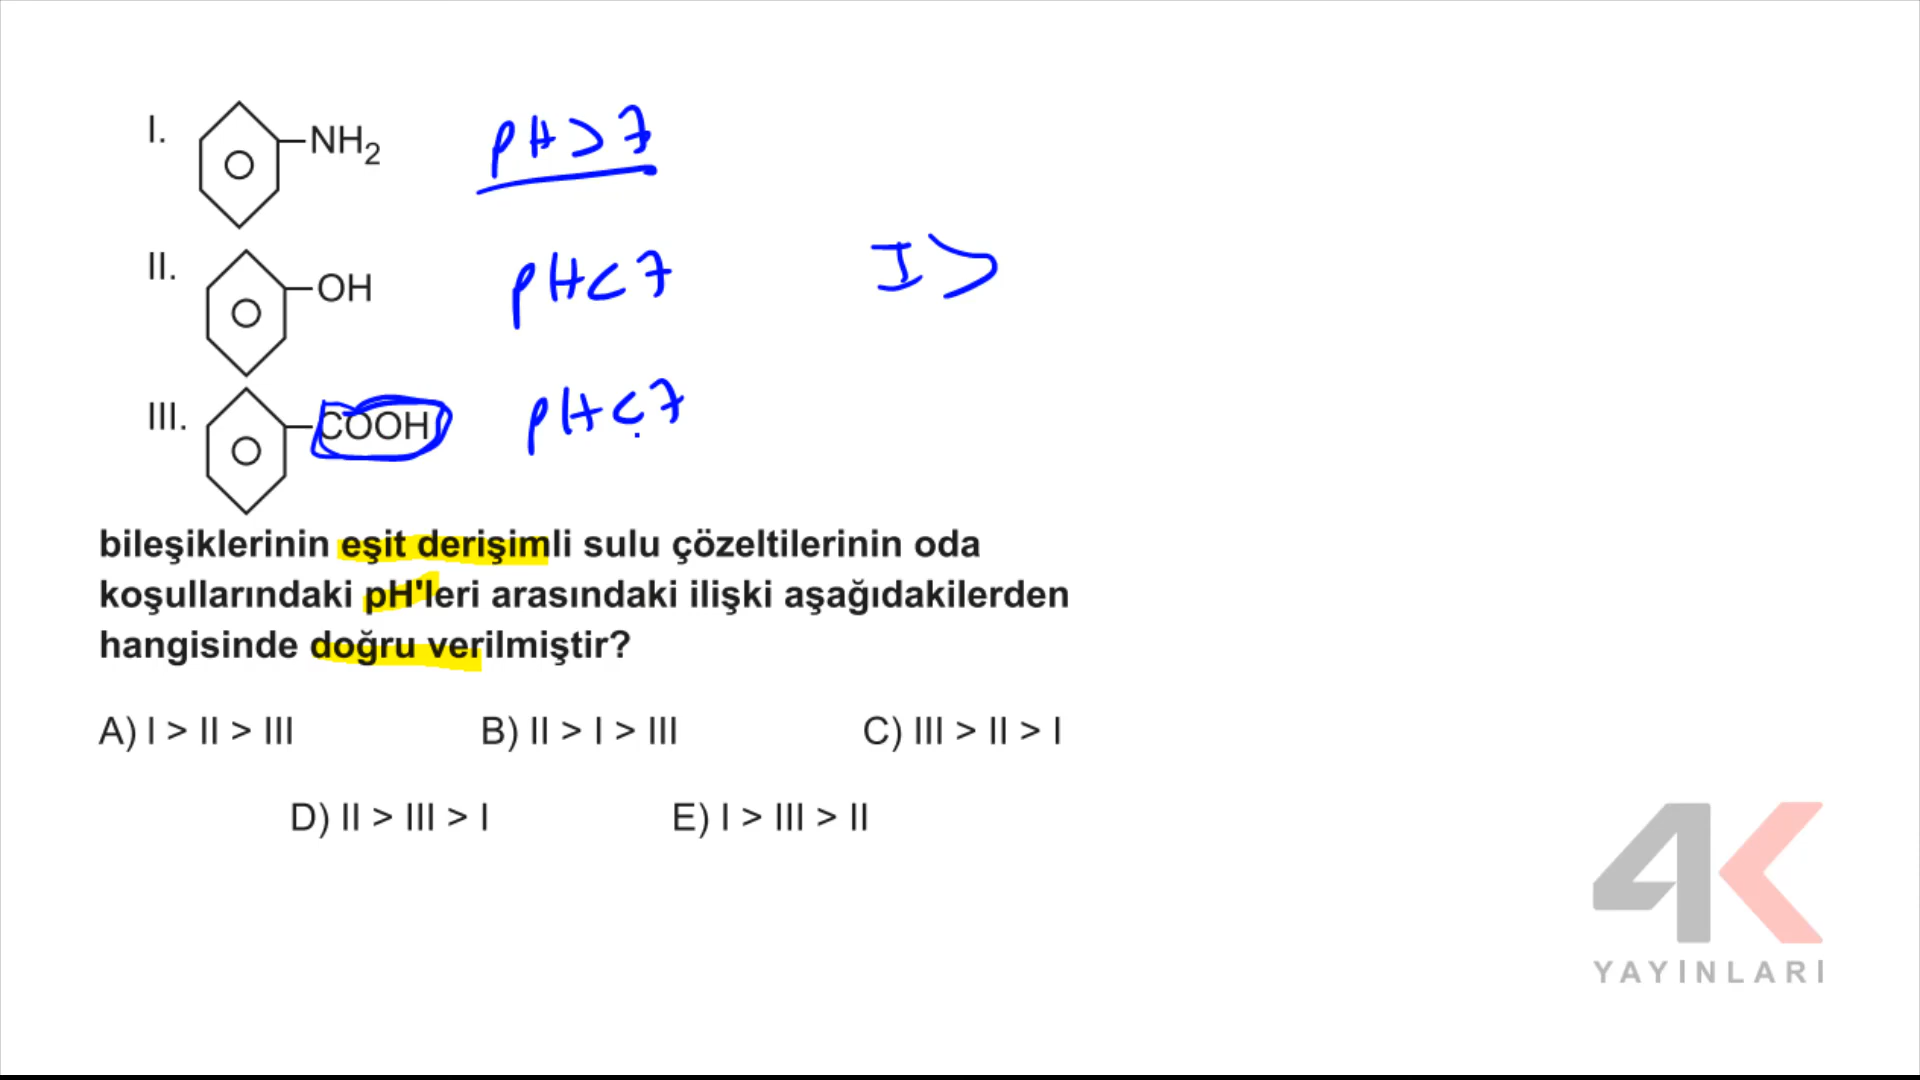 I. NH2 pH > 7
II. OH pH < 7 I >
III. COOH pH < 7
bileşiklerinin eşit derişimli sulu çözeltilerinin oda
koşullarındaki pH'leri arasındaki ilişki aşağıdakilerden
hangisinde doğru verilmiştir?
A) I > II > III B) II > I > III C) III > II > I
D) II > III > I E) I > III > II
4K
YAYINLARI